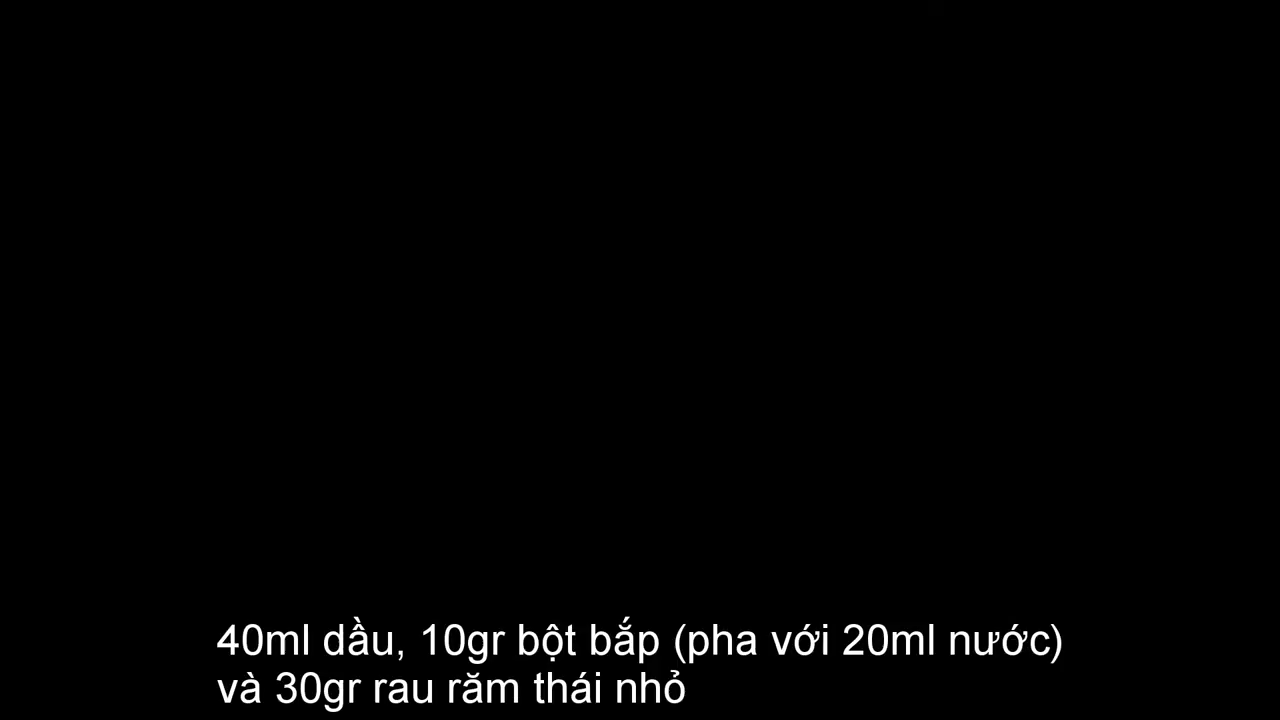 40ml dầu, 10gr bột bắp (pha với 20ml nước)
và 30gr rau răm thái nhỏ